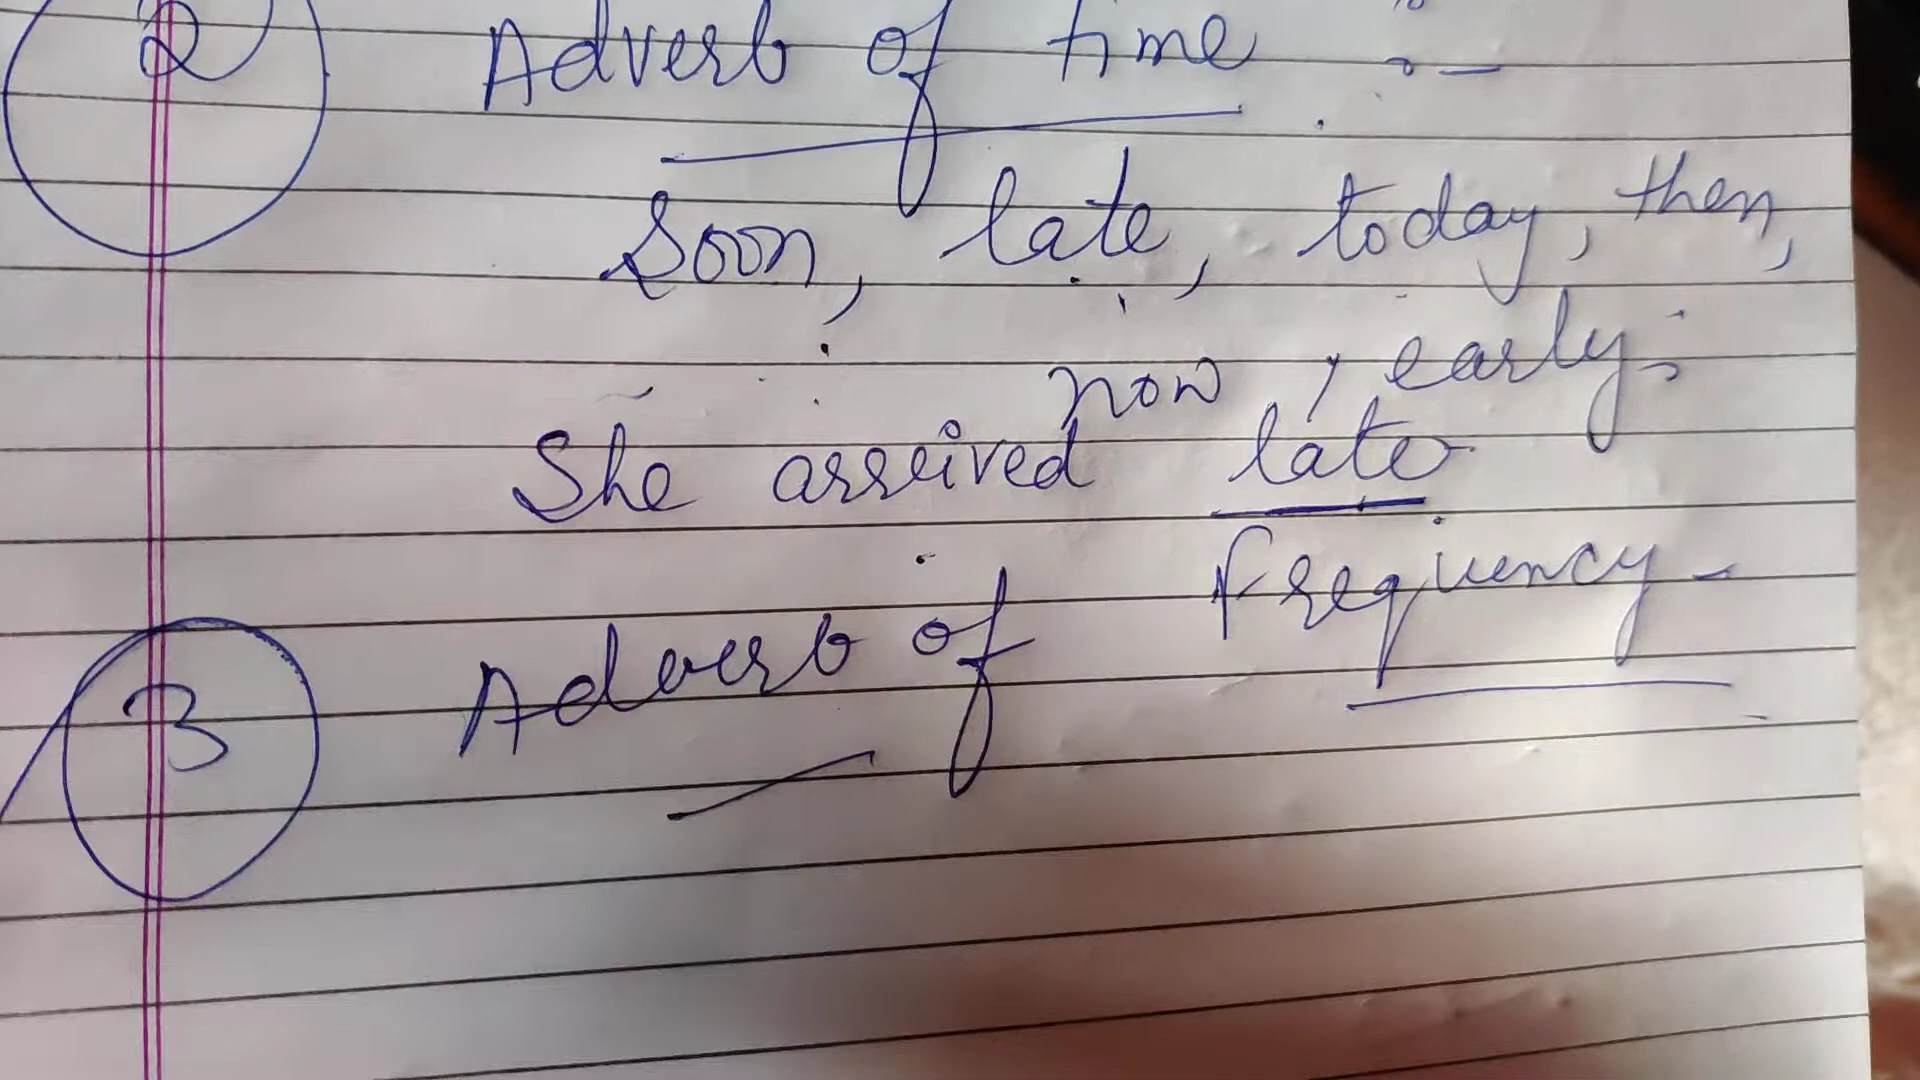 2 Adverb of time :-
Soon, late, today, then,
now, early.
She arrived late
3 Adverb of frequency -